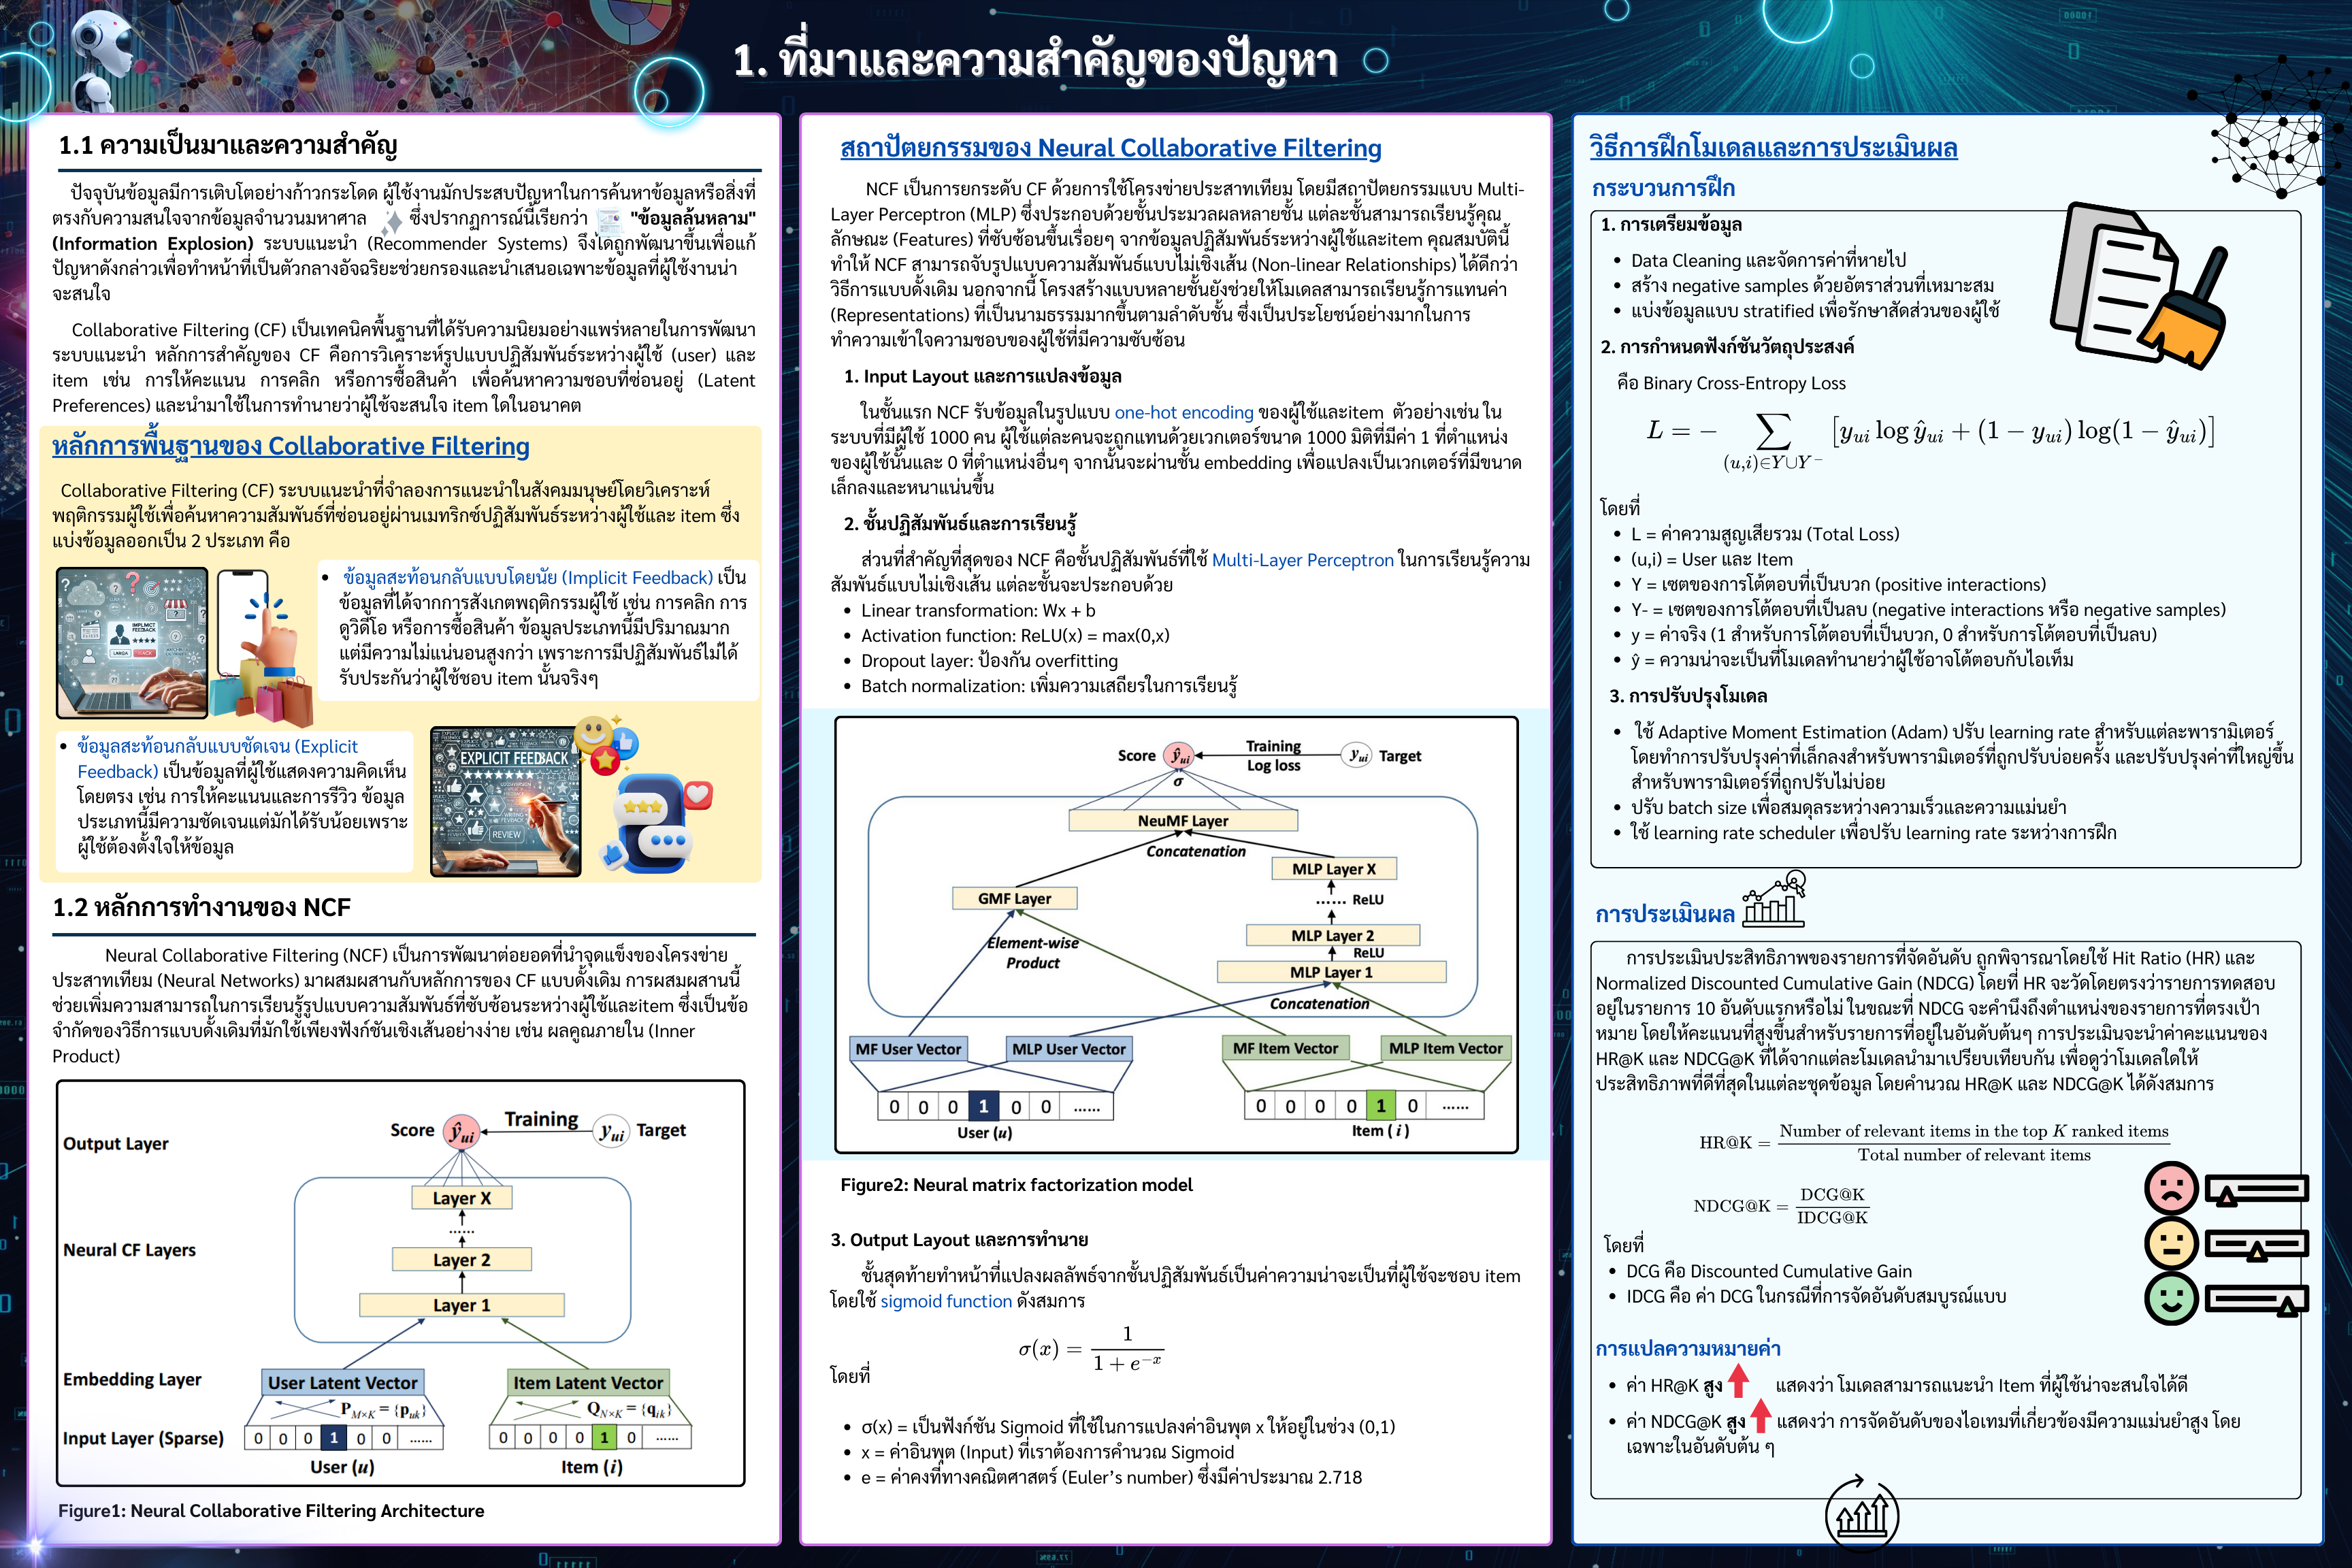 1. ที่มาและความสำคัญของปัญหา
1.1 ความเป็นมาและความสำคัญ
ปัจจุบันข้อมูลมีการเติบโตอย่างก้าวกระโดด ผู้ใช้งานมักประสบปัญหาในการค้นหาข้อมูลหรือสิ่งที่
ตรงกับความสนใจจากข้อมูลจำนวนมหาศาล ซึ่งปรากฏการณ์นี้เรียกว่า "ข้อมูลล้นหลาม"
(Information Explosion) ระบบแนะนำ (Recommender Systems) จึงได้ถูกพัฒนาขึ้นเพื่อแก้
ปัญหาดังกล่าวเพื่อทำหน้าที่เป็นตัวกลางอัจฉริยะช่วยกรองและนำเสนอเฉพาะข้อมูลที่ผู้ใช้งานน่า
จะสนใจ
Collaborative Filtering (CF) เป็นเทคนิคพื้นฐานที่ได้รับความนิยมอย่างแพร่หลายในการพัฒนา
ระบบแนะนำ หลักการสำคัญของ CF คือการวิเคราะห์รูปแบบปฏิสัมพันธ์ระหว่างผู้ใช้ (user) และ
item เช่น การให้คะแนน การคลิก หรือการซื้อสินค้า เพื่อค้นหาความชอบที่ซ่อนอยู่ (Latent
Preferences) และนำมาใช้ในการทำนายว่าผู้ใช้จะสนใจ item ใดในอนาคต
หลักการพื้นฐานของ Collaborative Filtering
Collaborative Filtering (CF) ระบบแนะนำที่จำลองการแนะนำในสังคมมนุษย์โดยวิเคราะห์
พฤติกรรมผู้ใช้เพื่อค้นหาความสัมพันธ์ที่ซ่อนอยู่ผ่านเมทริกซ์ปฏิสัมพันธ์ระหว่างผู้ใช้และ item ซึ่ง
แบ่งข้อมูลออกเป็น 2 ประเภท คือ
• ข้อมูลสะท้อนกลับแบบโดยนัย (Implicit Feedback) เป็น
ข้อมูลที่ได้จากการสังเกตพฤติกรรมผู้ใช้ เช่น การคลิก การ
ดูวิดีโอ หรือการซื้อสินค้า ข้อมูลประเภทนี้มีปริมาณมาก
แต่มีความไม่แน่นอนสูงกว่า เพราะการมีปฏิสัมพันธ์ไม่ได้
รับประกันว่าผู้ใช้ชอบ item นั้นจริงๆ
• ข้อมูลสะท้อนกลับแบบชัดเจน (Explicit
Feedback) เป็นข้อมูลที่ผู้ใช้แสดงความคิดเห็น
โดยตรง เช่น การให้คะแนนและการรีวิว ข้อมูล
ประเภทนี้มีความชัดเจนแต่มักได้รับน้อยเพราะ
ผู้ใช้ต้องตั้งใจให้ข้อมูล
EXPLICIT FEEDBACK
REVIEW
1.2 หลักการทำงานของ NCF
Neural Collaborative Filtering (NCF) เป็นการพัฒนาต่อยอดที่นำจุดแข็งของโครงข่าย
ประสาทเทียม (Neural Networks) มาผสมผสานกับหลักการของ CF แบบดั้งเดิม การผสมผสานนี้
ช่วยเพิ่มความสามารถในการเรียนรู้รูปแบบความสัมพันธ์ที่ซับซ้อนระหว่างผู้ใช้และitem ซึ่งเป็นข้อ
จำกัดของวิธีการแบบดั้งเดิมที่มักใช้เพียงฟังก์ชันเชิงเส้นอย่างง่าย เช่น ผลคูณภายใน (Inner
Product)
Score ŷui Training yui Target
Output Layer
Layer X
......
Neural CF Layers
Layer 2
Layer 1
Embedding Layer
User Latent Vector
Item Latent Vector
P M×K = {puk}
Q N×K = {qik}
Input Layer (Sparse)
0 0 0 1 0 0 ......
0 0 0 0 1 0 ......
User (u)
Item (i)
Figure1: Neural Collaborative Filtering Architecture
สถาปัตยกรรมของ Neural Collaborative Filtering
NCF เป็นการยกระดับ CF ด้วยการใช้โครงข่ายประสาทเทียม โดยมีสถาปัตยกรรมแบบ Multi-
Layer Perceptron (MLP) ซึ่งประกอบด้วยชั้นประมวลผลหลายชั้น แต่ละชั้นสามารถเรียนรู้คุณ
ลักษณะ (Features) ที่ซับซ้อนขึ้นเรื่อยๆ จากข้อมูลปฏิสัมพันธ์ระหว่างผู้ใช้และitem คุณสมบัตินี้
ทำให้ NCF สามารถจับรูปแบบความสัมพันธ์แบบไม่เชิงเส้น (Non-linear Relationships) ได้ดีกว่า
วิธีการแบบดั้งเดิม นอกจากนี้ โครงสร้างแบบหลายชั้นยังช่วยให้โมเดลสามารถเรียนรู้การแทนค่า
(Representations) ที่เป็นนามธรรมมากขึ้นตามลำดับชั้น ซึ่งเป็นประโยชน์อย่างมากในการ
ทำความเข้าใจความชอบของผู้ใช้ที่มีความซับซ้อน
1. Input Layout และการแปลงข้อมูล
ในชั้นแรก NCF รับข้อมูลในรูปแบบ one-hot encoding ของผู้ใช้และitem ตัวอย่างเช่น ใน
ระบบที่มีผู้ใช้ 1000 คน ผู้ใช้แต่ละคนจะถูกแทนด้วยเวกเตอร์ขนาด 1000 มิติที่มีค่า 1 ที่ตำแหน่ง
ของผู้ใช้นั้นและ 0 ที่ตำแหน่งอื่นๆ จากนั้นจะผ่านชั้น embedding เพื่อแปลงเป็นเวกเตอร์ที่มีขนาด
เล็กลงและหนาแน่นขึ้น
2. ชั้นปฏิสัมพันธ์และการเรียนรู้
ส่วนที่สำคัญที่สุดของ NCF คือชั้นปฏิสัมพันธ์ที่ใช้ Multi-Layer Perceptron ในการเรียนรู้ความ
สัมพันธ์แบบไม่เชิงเส้น แต่ละชั้นจะประกอบด้วย
• Linear transformation: Wx + b
• Activation function: ReLU(x) = max(0,x)
• Dropout layer: ป้องกัน overfitting
• Batch normalization: เพิ่มความเสถียรในการเรียนรู้
Score ŷui Training yui Target
Log loss
σ
NeuMF Layer
Concatenation
MLP Layer X
GMF Layer
...... ReLU
MLP Layer 2
Element-wise
Product
ReLU
MLP Layer 1
Concatenation
MF User Vector
MLP User Vector
MF Item Vector
MLP Item Vector
0 0 0 1 0 0 ......
0 0 0 0 1 0 ......
User (u)
Item ( i )
Figure2: Neural matrix factorization model
3. Output Layout และการทำนาย
ชั้นสุดท้ายทำหน้าที่แปลงผลลัพธ์จากชั้นปฏิสัมพันธ์เป็นค่าความน่าจะเป็นที่ผู้ใช้จะชอบ item
โดยใช้ sigmoid function ดังสมการ
σ(x) = 1 / (1 + e^−x)
โดยที่
• σ(x) = เป็นฟังก์ชัน Sigmoid ที่ใช้ในการแปลงค่าอินพุต x ให้อยู่ในช่วง (0,1)
• x = ค่าอินพุต (Input) ที่เราต้องการคำนวณ Sigmoid
• e = ค่าคงที่ทางคณิตศาสตร์ (Euler’s number) ซึ่งมีค่าประมาณ 2.718
วิธีการฝึกโมเดลและการประเมินผล
กระบวนการฝึก
1. การเตรียมข้อมูล
• Data Cleaning และจัดการค่าที่หายไป
• สร้าง negative samples ด้วยอัตราส่วนที่เหมาะสม
• แบ่งข้อมูลแบบ stratified เพื่อรักษาสัดส่วนของผู้ใช้
2. การกำหนดฟังก์ชันวัตถุประสงค์
คือ Binary Cross-Entropy Loss
L = − ∑ (u,i)∈Y∪Y⁻ [yui log ŷui + (1 − yui) log(1 − ŷui)]
โดยที่
• L = ค่าความสูญเสียรวม (Total Loss)
• (u,i) = User และ Item
• Y = เซตของการโต้ตอบที่เป็นบวก (positive interactions)
• Y- = เซตของการโต้ตอบที่เป็นลบ (negative interactions หรือ negative samples)
• y = ค่าจริง (1 สำหรับการโต้ตอบที่เป็นบวก, 0 สำหรับการโต้ตอบที่เป็นลบ)
• ŷ = ความน่าจะเป็นที่โมเดลทำนายว่าผู้ใช้อาจโต้ตอบกับไอเท็ม
3. การปรับปรุงโมเดล
• ใช้ Adaptive Moment Estimation (Adam) ปรับ learning rate สำหรับแต่ละพารามิเตอร์
โดยทำการปรับปรุงค่าที่เล็กลงสำหรับพารามิเตอร์ที่ถูกปรับบ่อยครั้ง และปรับปรุงค่าที่ใหญ่ขึ้น
สำหรับพารามิเตอร์ที่ถูกปรับไม่บ่อย
• ปรับ batch size เพื่อสมดุลระหว่างความเร็วและความแม่นยำ
• ใช้ learning rate scheduler เพื่อปรับ learning rate ระหว่างการฝึก
การประเมินผล
การประเมินประสิทธิภาพของรายการที่จัดอันดับ ถูกพิจารณาโดยใช้ Hit Ratio (HR) และ
Normalized Discounted Cumulative Gain (NDCG) โดยที่ HR จะวัดโดยตรงว่ารายการทดสอบ
อยู่ในรายการ 10 อันดับแรกหรือไม่ ในขณะที่ NDCG จะคำนึงถึงตำแหน่งของรายการที่ตรงเป้า
หมาย โดยให้คะแนนที่สูงขึ้นสำหรับรายการที่อยู่ในอันดับต้นๆ การประเมินจะนำค่าคะแนนของ
HR@K และ NDCG@K ที่ได้จากแต่ละโมเดลนำมาเปรียบเทียบกัน เพื่อดูว่าโมเดลใดให้
ประสิทธิภาพที่ดีที่สุดในแต่ละชุดข้อมูล โดยคำนวณ HR@K และ NDCG@K ได้ดังสมการ
HR@K = Number of relevant items in the top K ranked items / Total number of relevant items
NDCG@K = DCG@K / IDCG@K
โดยที่
• DCG คือ Discounted Cumulative Gain
• IDCG คือ ค่า DCG ในกรณีที่การจัดอันดับสมบูรณ์แบบ
การแปลความหมายค่า
• ค่า HR@K สูง แสดงว่า โมเดลสามารถแนะนำ Item ที่ผู้ใช้น่าจะสนใจได้ดี
• ค่า NDCG@K สูง แสดงว่า การจัดอันดับของไอเทมที่เกี่ยวข้องมีความแม่นยำสูง โดย
เฉพาะในอันดับต้น ๆ